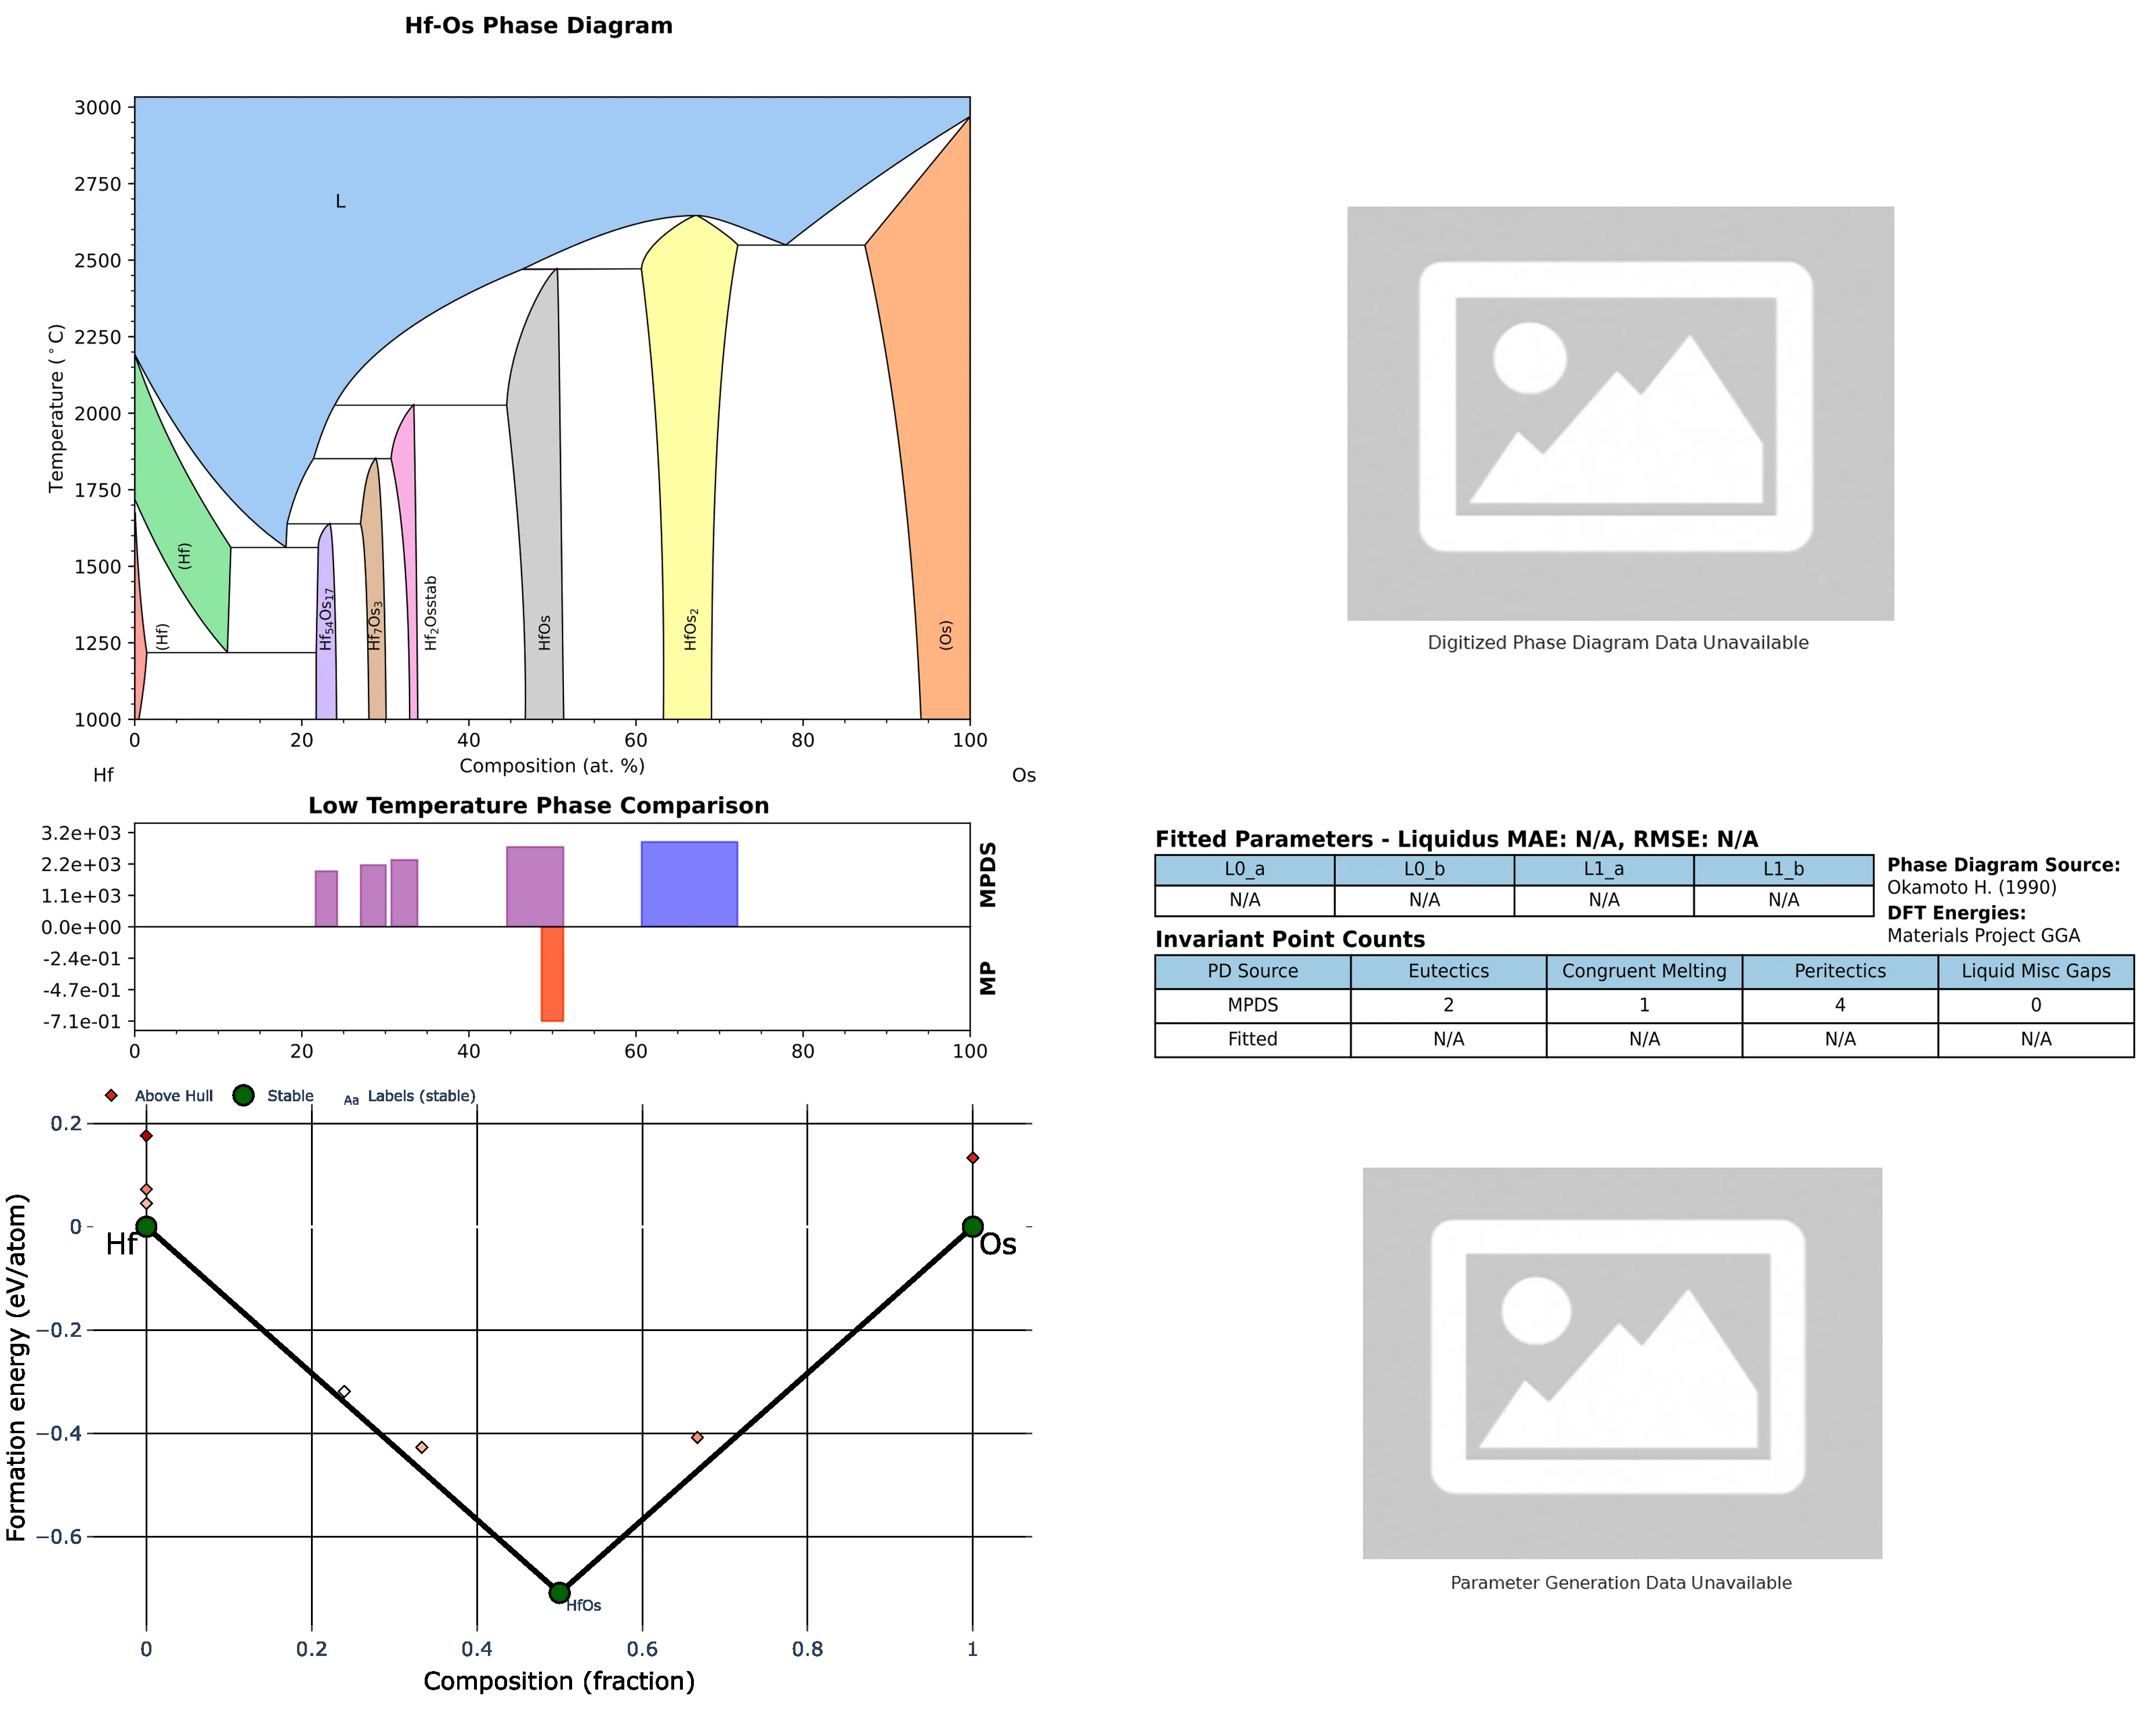 Hf-Os Phase Diagram
3000
2750
2500
2250
2000
1750
1500
1250
1000
Temperature (°C)
L
(Hf)
(Hf)
Hf54Os17
Hf7Os3
Hf2Osstab
HfOs
HfOs2
(Os)
0 20 40 60 80 100
Composition (at. %)
Hf Os
Digitized Phase Diagram Data Unavailable
Low Temperature Phase Comparison
3.2e+03
2.2e+03
1.1e+03
0.0e+00
-2.4e-01
-4.7e-01
-7.1e-01
MPDS
MP
0 20 40 60 80 100
Fitted Parameters - Liquidus MAE: N/A, RMSE: N/A
L0_a L0_b L1_a L1_b
N/A N/A N/A N/A
Phase Diagram Source:
Okamoto H. (1990)
DFT Energies:
Materials Project GGA
Invariant Point Counts
PD Source Eutectics Congruent Melting Peritectics Liquid Misc Gaps
MPDS 2 1 4 0
Fitted N/A N/A N/A N/A
Above Hull Stable Aa Labels (stable)
0.2
0
−0.2
−0.4
−0.6
Formation energy (eV/atom)
Hf
Os
HfOs
0 0.2 0.4 0.6 0.8 1
Composition (fraction)
Parameter Generation Data Unavailable